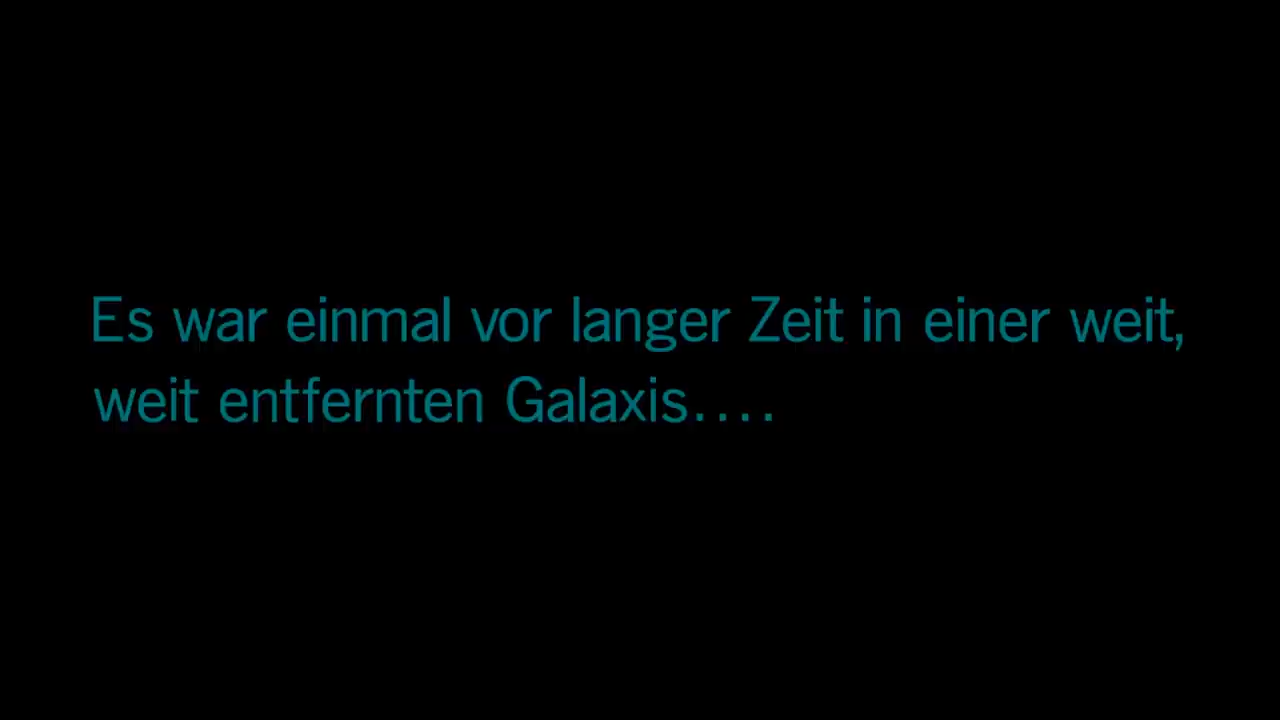 Es war einmal vor langer Zeit in einer weit,
weit entfernten Galaxis....